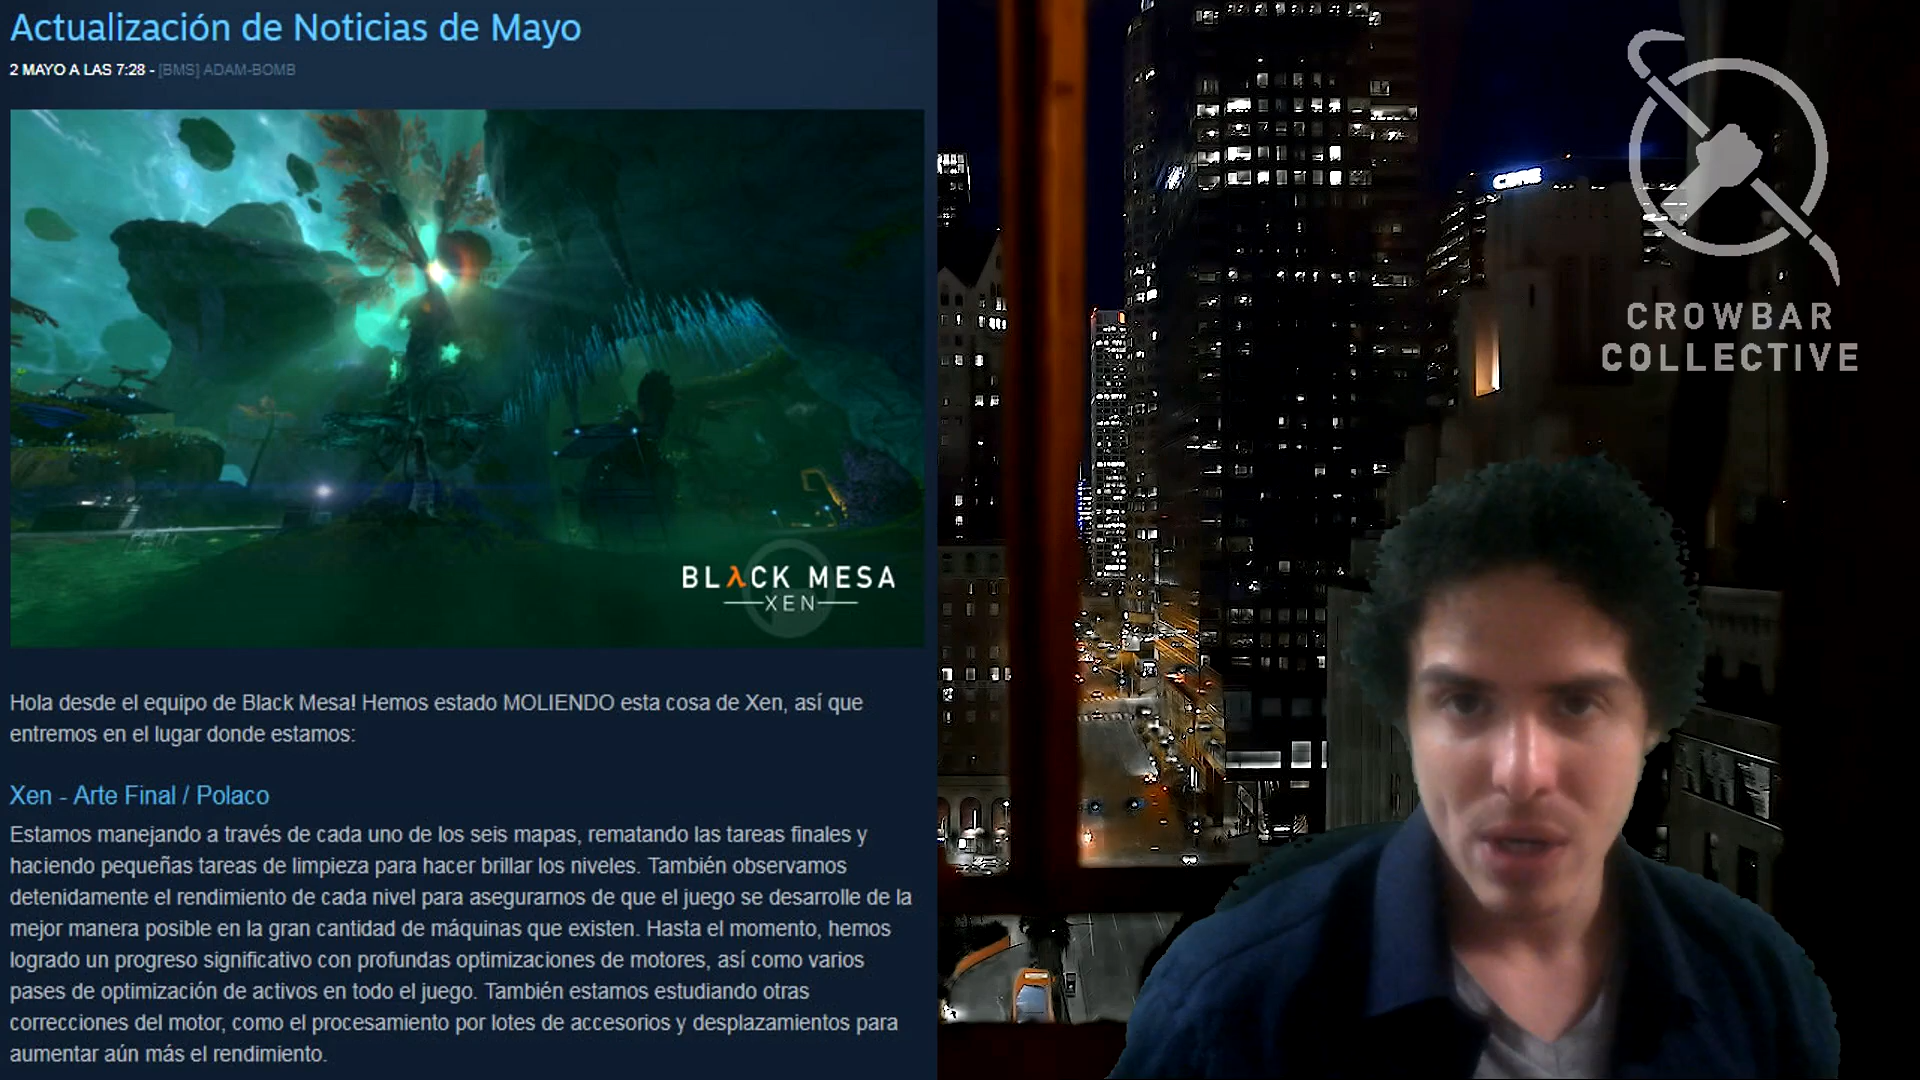 Actualización de Noticias de Mayo
2 MAYO A LAS 7:28 - [BMS] ADAM-BOMB
BLλCK MESA
XEN
Hola desde el equipo de Black Mesa! Hemos estado MOLIENDO esta cosa de Xen, así que
entremos en el lugar donde estamos:
Xen - Arte Final / Polaco
Estamos manejando a través de cada uno de los seis mapas, rematando las tareas finales y
haciendo pequeñas tareas de limpieza para hacer brillar los niveles. También observamos
detenidamente el rendimiento de cada nivel para asegurarnos de que el juego se desarrolle de la
mejor manera posible en la gran cantidad de máquinas que existen. Hasta el momento, hemos
logrado un progreso significativo con profundas optimizaciones de motores, así como varios
pases de optimización de activos en todo el juego. También estamos estudiando otras
correcciones del motor, como el procesamiento por lotes de accesorios y desplazamientos para
aumentar aún más el rendimiento.
CBRE
CROWBAR
COLLECTIVE